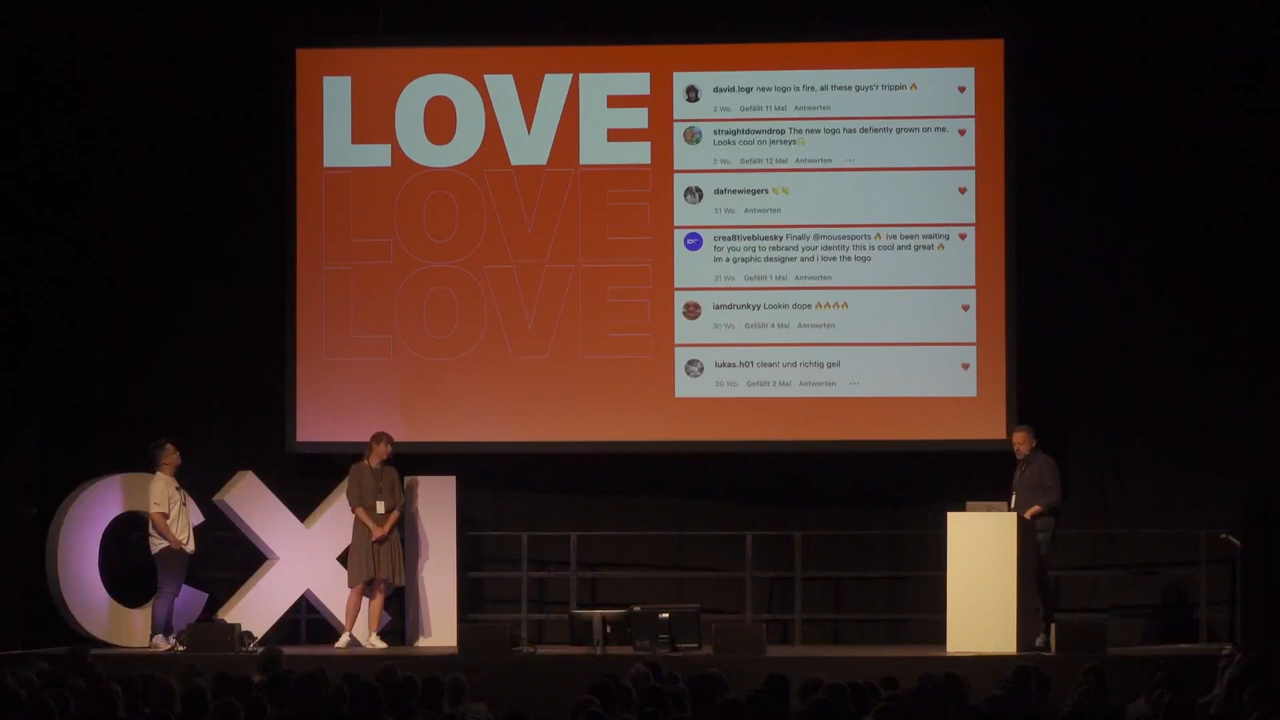 LOVE
LOVE
LOVE
david.logr new logo is fire, all these guys'r trippin 🔥
2 Wo. Gefällt 11 Mal Antworten
straightdowndrop The new logo has defiently grown on me.
Looks cool on jerseys
2 Wo. Gefällt 12 Mal Antworten ...
dafnewiegers
31 Wo. Antworten
crea8tivebluesky Finally @mousesports 🔥 ive been waiting
for you org to rebrand your identity this is cool and great 🔥
im a graphic designer and i love the logo
31 Wo. Gefällt 1 Mal Antworten
iamdrunkyy Lookin dope 🔥🔥🔥🔥
30 Wo. Gefällt 4 Mal Antworten
lukas.h01 clean! und richtig geil
30 Wo. Gefällt 2 Mal Antworten ...
CXI